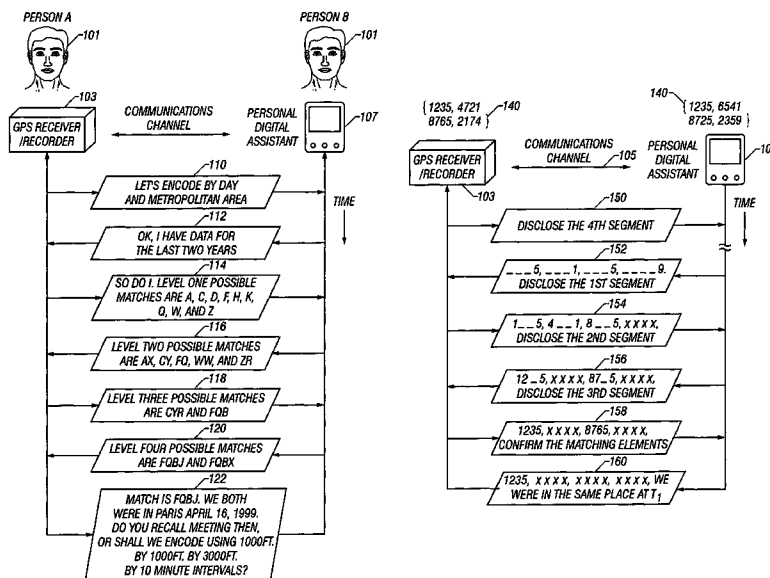 PERSON A
101
103
GPS RECEIVER
/RECORDER
COMMUNICATIONS
CHANNEL
PERSON B
101
PERSONAL
DIGITAL
ASSISTANT
107
TIME
110
LET'S ENCODE BY DAY
AND METROPOLITAN AREA
112
OK, I HAVE DATA FOR
THE LAST TWO YEARS
114
SO DO I. LEVEL ONE POSSIBLE
MATCHES ARE A, C, D, F, H, K,
Q, W, AND Z
116
LEVEL TWO POSSIBLE MATCHES
ARE AX, CY, FQ, WW, AND ZR
118
LEVEL THREE POSSIBLE
MATCHES ARE CYR AND FQB
120
LEVEL FOUR POSSIBLE MATCHES
ARE FQBJ AND FQBX
122
MATCH IS FQBJ. WE BOTH
WERE IN PARIS APRIL 16, 1999.
DO YOU RECALL MEETING THEN,
OR SHALL WE ENCODE USING 1000FT.
BY 1000FT, BY 3000FT.
BY 10 MINUTE INTERVALS?
{ 1235, 4721
8765, 2174 }
140
GPS RECEIVER
/RECORDER
103
COMMUNICATIONS
CHANNEL
105
140
{ 1235, 6541
8725, 2359 }
PERSONAL
DIGITAL
ASSISTANT
10
TIME
150
DISCLOSE THE 4TH SEGMENT
152
_ _ _ 5, _ _ _ 1, _ _ _ 5, _ _ _ _ 9.
DISCLOSE THE 1ST SEGMENT
154
1 _ _ 5, 4 _ _ 1, 8 _ _ 5, X X X X,
DISCLOSE THE 2ND SEGMENT
156
12 _ 5, X X X X, 87 _ 5, X X X X,
DISCLOSE THE 3RD SEGMENT
158
1235, X X X X, 8765, X X X X,
CONFIRM THE MATCHING ELEMENTS
160
1235, X X X X, X X X X, X X X X, WE
WERE IN THE SAME PLACE AT T1